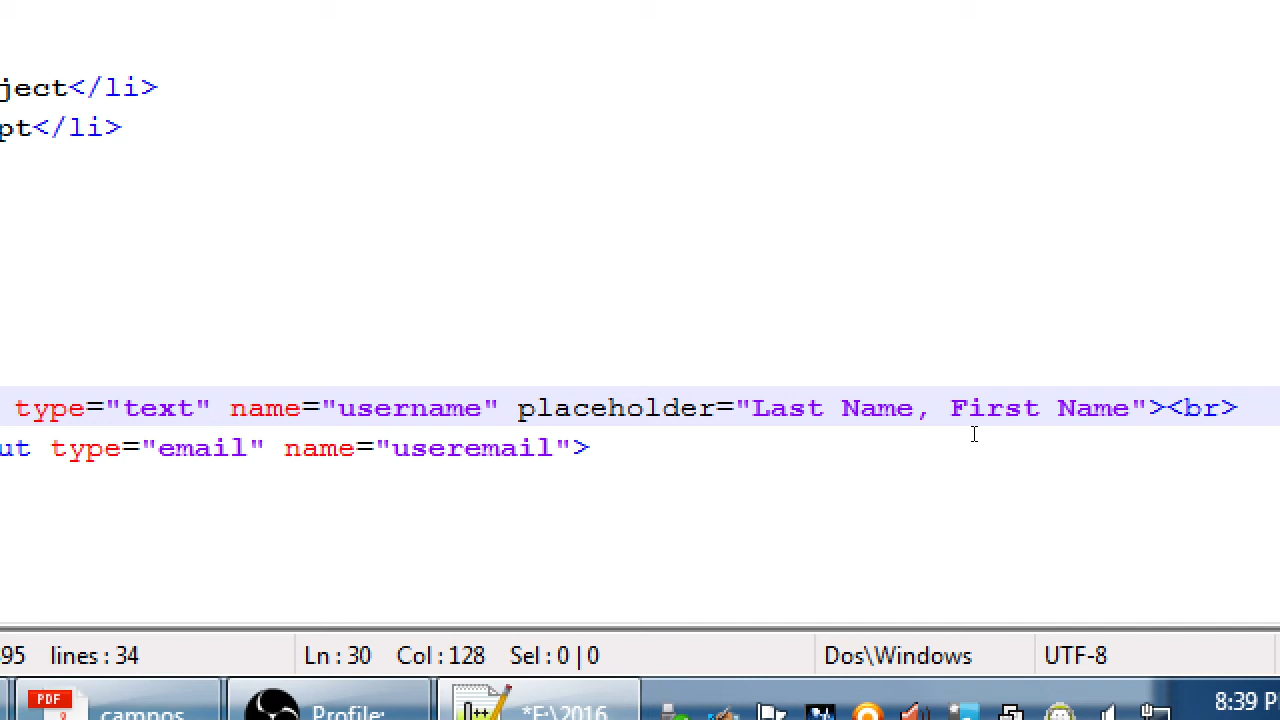 ject</li>
pt</li>
type="text" name="username" placeholder="Last Name, First Name"><br>
ut type="email" name="useremail">
95 lines : 34 Ln : 30 Col : 128 Sel : 0 | 0 Dos\Windows UTF-8
PDF campos Profile: *F:\2016 8:39 P